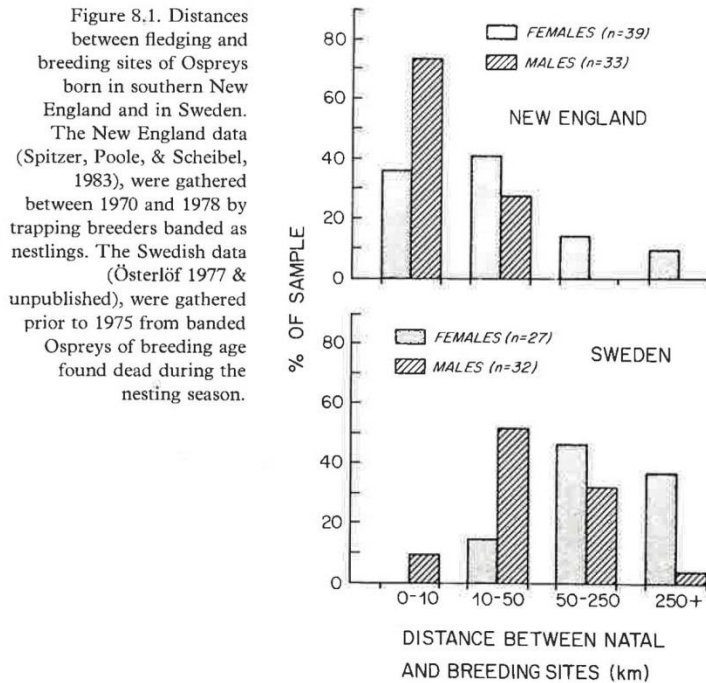 Figure 8.1. Distances
between fledging and
breeding sites of Ospreys
born in southern New
England and in Sweden.
The New England data
(Spitzer, Poole, & Scheibel,
1983), were gathered
between 1970 and 1978 by
trapping breeders banded as
nestlings. The Swedish data
(Österlöf 1977 &
unpublished), were gathered
prior to 1975 from banded
Ospreys of breeding age
found dead during the
nesting season.
% OF SAMPLE
80
60
40
20
0
FEMALES (n=39)
MALES (n=33)
NEW ENGLAND
80
60
40
20
0
FEMALES (n=27)
MALES (n=32)
SWEDEN
0-10 10-50 50-250 250+
DISTANCE BETWEEN NATAL
AND BREEDING SITES (km)